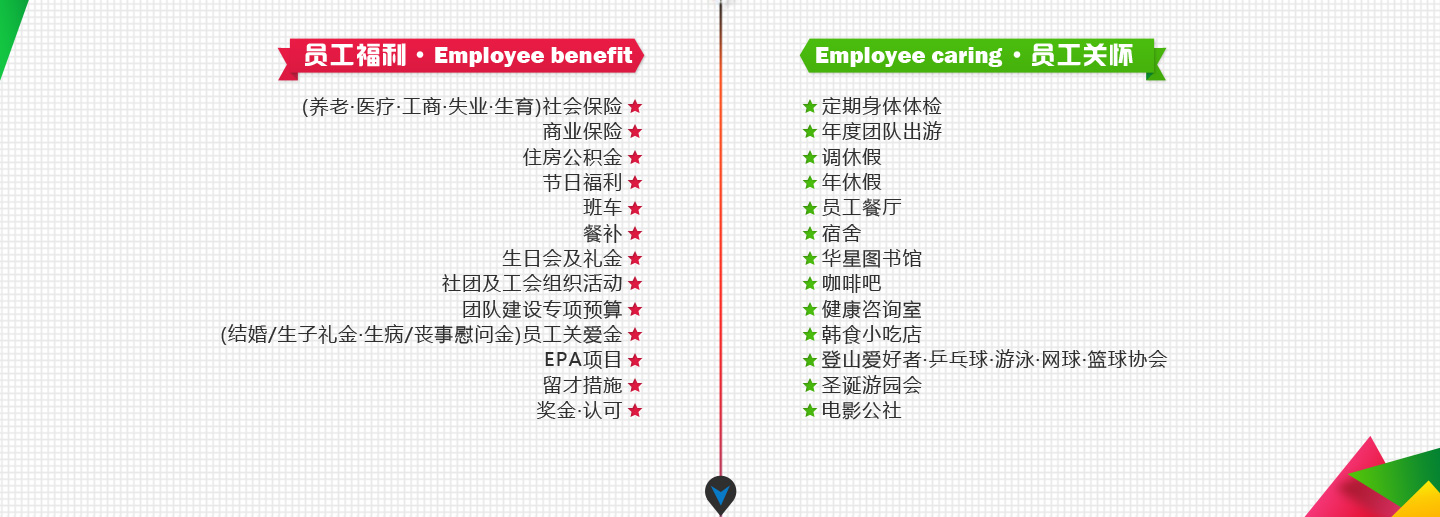 员工福利·Employee benefit
(养老·医疗·工商·失业·生育)社会保险
商业保险
住房公积金
节日福利
班车
餐补
生日会及礼金
社团及工会组织活动
团队建设专项预算
(结婚/生子礼金·生病/丧事慰问金)员工关爱金
EPA项目
留才措施
奖金·认可
Employee caring·员工关怀
定期身体体检
年度团队出游
调休假
年休假
员工餐厅
宿舍
华星图书馆
咖啡吧
健康咨询室
韩食小吃店
登山爱好者·乒乓球·游泳·网球·篮球协会
圣诞游园会
电影公社